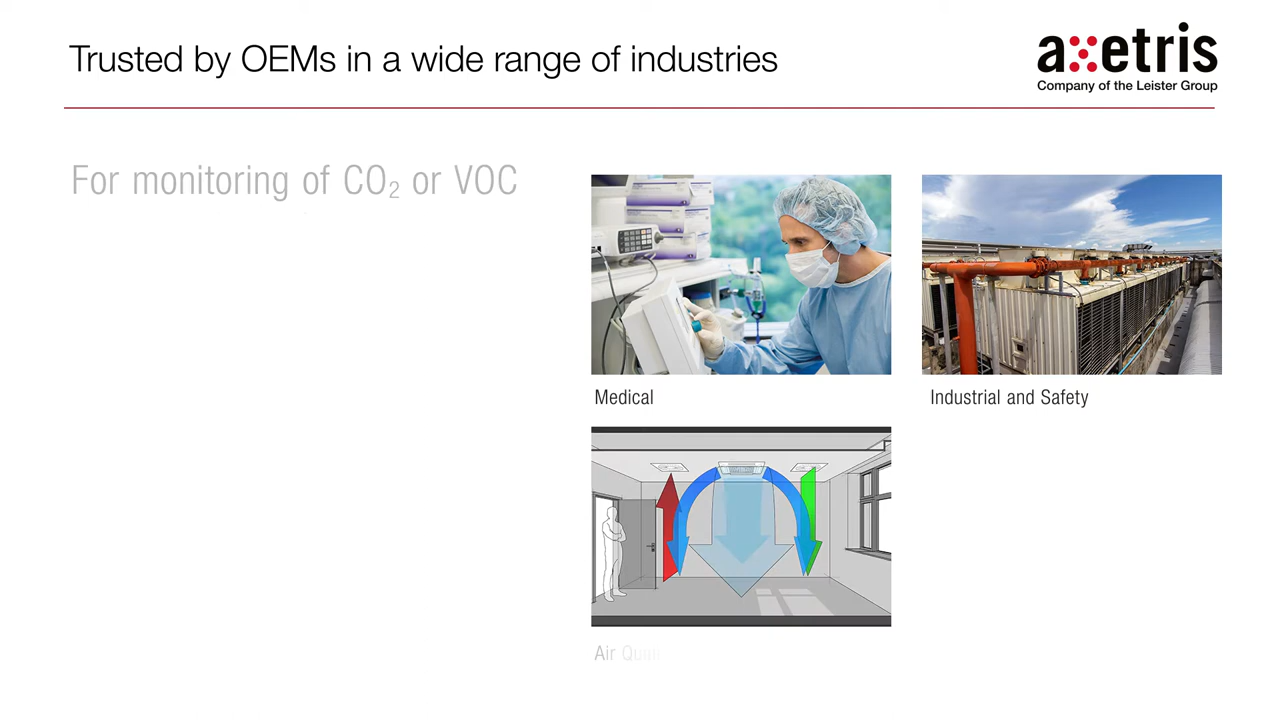 Trusted by OEMs in a wide range of industries
axetris
Company of the Leister Group
For monitoring of CO₂ or VOC
Medical
Industrial and Safety
Air